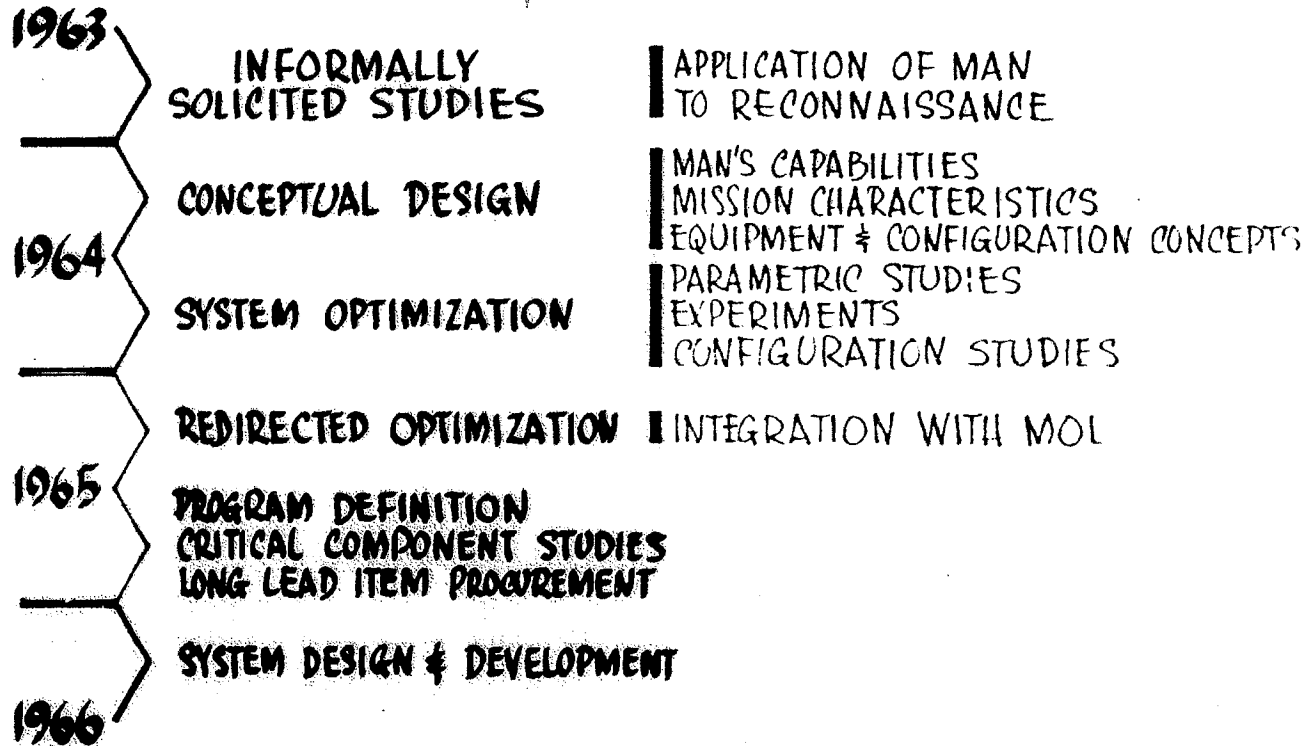 1963
INFORMALLY
SOLICITED STUDIES
APPLICATION OF MAN
TO RECONNAISSANCE
CONCEPTUAL DESIGN
MAN'S CAPABILITIES
MISSION CHARACTERISTICS
EQUIPMENT & CONFIGURATION CONCEPTS
1964
SYSTEM OPTIMIZATION
PARAMETRIC STUDIES
EXPERIMENTS
CONFIGURATION STUDIES
REDIRECTED OPTIMIZATION
INTEGRATION WITH MOL
1965
PROGRAM DEFINITION
CRITICAL COMPONENT STUDIES
LONG LEAD ITEM PROCUREMENT
SYSTEM DESIGN & DEVELOPMENT
1966